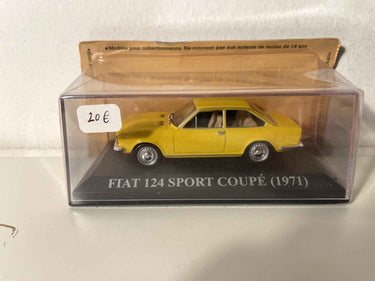 •Modèle pour collectionneurs. Ne convient pas aux enfants de moins de 14 ans
20€
FIAT 124 SPORT COUPÉ (1971)